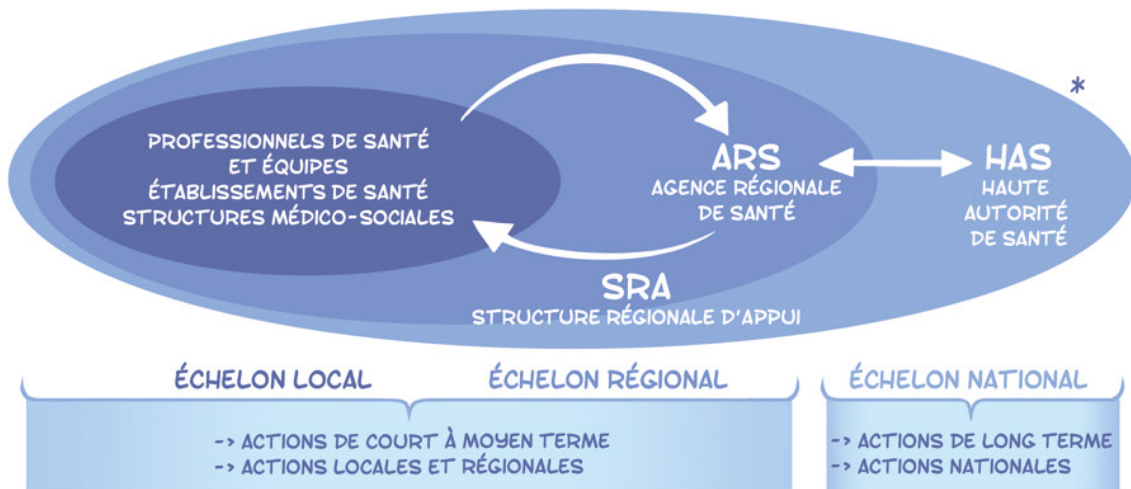 *
PROFESSIONNELS DE SANTÉ
ET ÉQUIPES
ÉTABLISSEMENTS DE SANTÉ
STRUCTURES MÉDICO-SOCIALES
ARS
AGENCE RÉGIONALE
DE SANTÉ
HAS
HAUTE
AUTORITÉ
DE SANTÉ
SRA
STRUCTURE RÉGIONALE D'APPUI
ÉCHELON LOCAL
ÉCHELON RÉGIONAL
ÉCHELON NATIONAL
-> ACTIONS DE COURT À MOYEN TERME
-> ACTIONS LOCALES ET RÉGIONALES
-> ACTIONS DE LONG TERME
-> ACTIONS NATIONALES